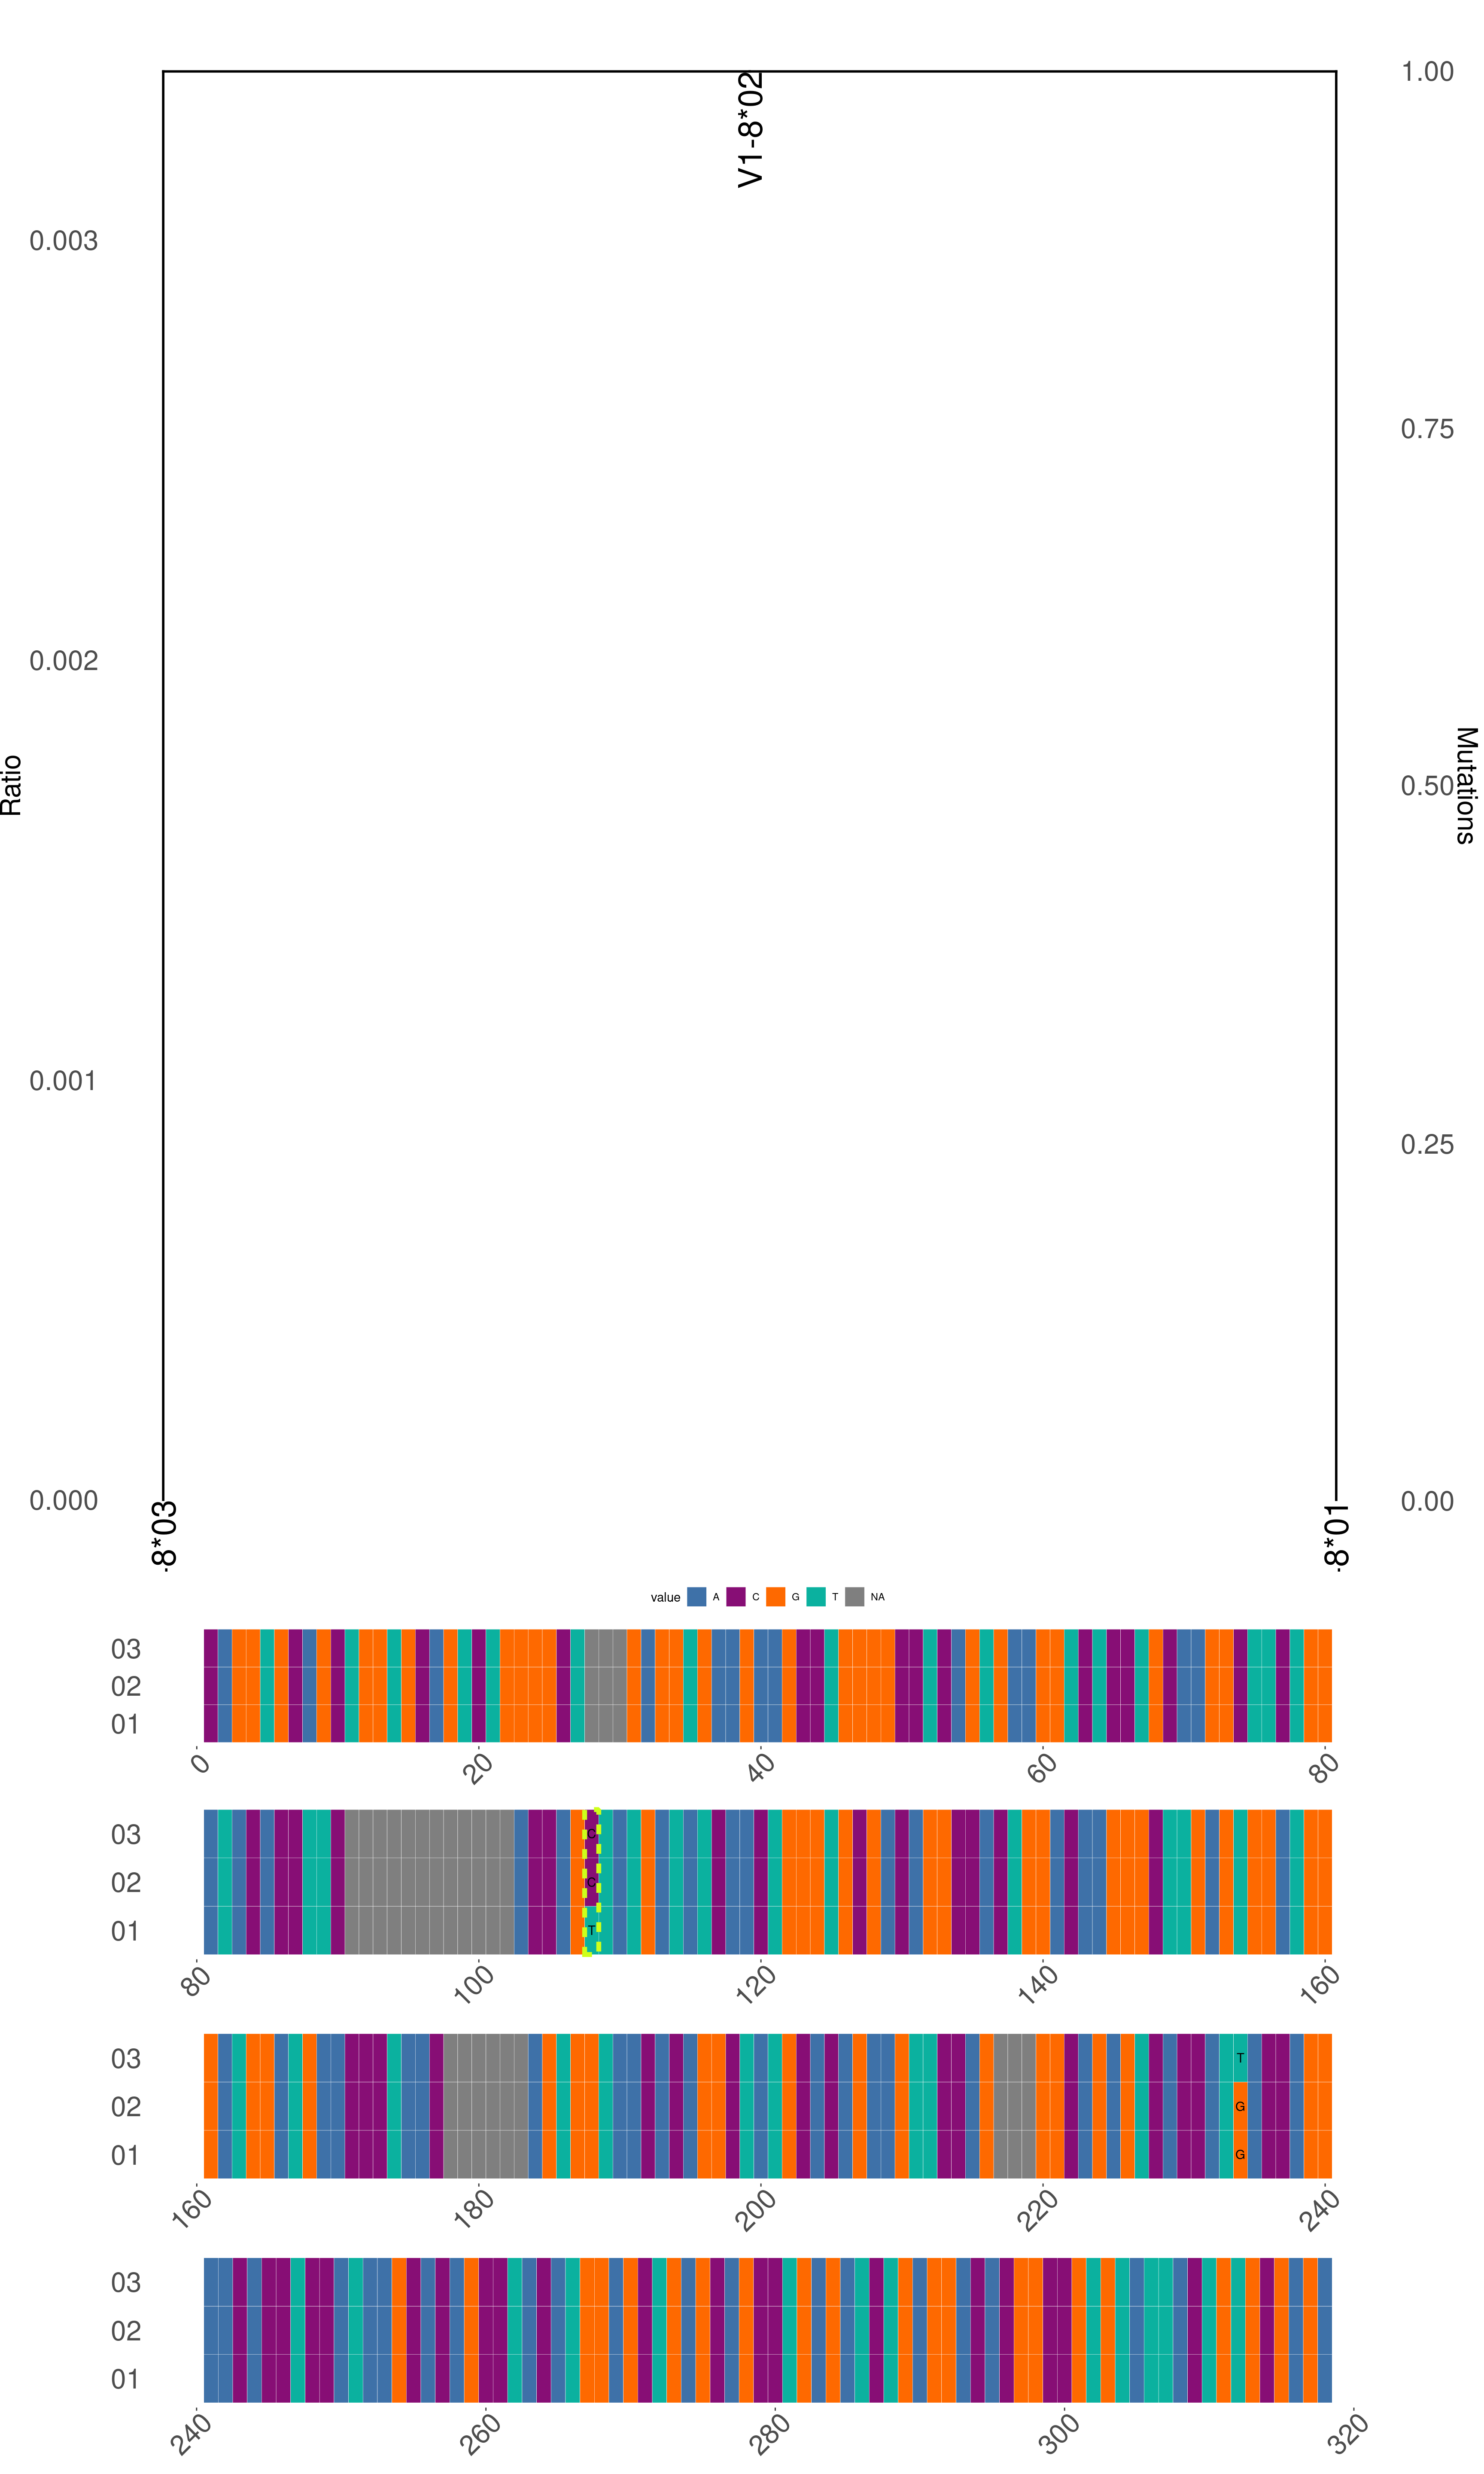 1.00
V1-8*02
0.003
0.75
0.002
Ratio
0.50
Mutations
0.001
0.25
0.000
0.00
-8*03
-8*01
value A C G T NA
03
02
01
0 20 40 60 80
03 C
02 C
01 T
80 100 120 140 160
03 T
02 G
01 G
160 180 200 220 240
03
02
01
240 260 280 300 320